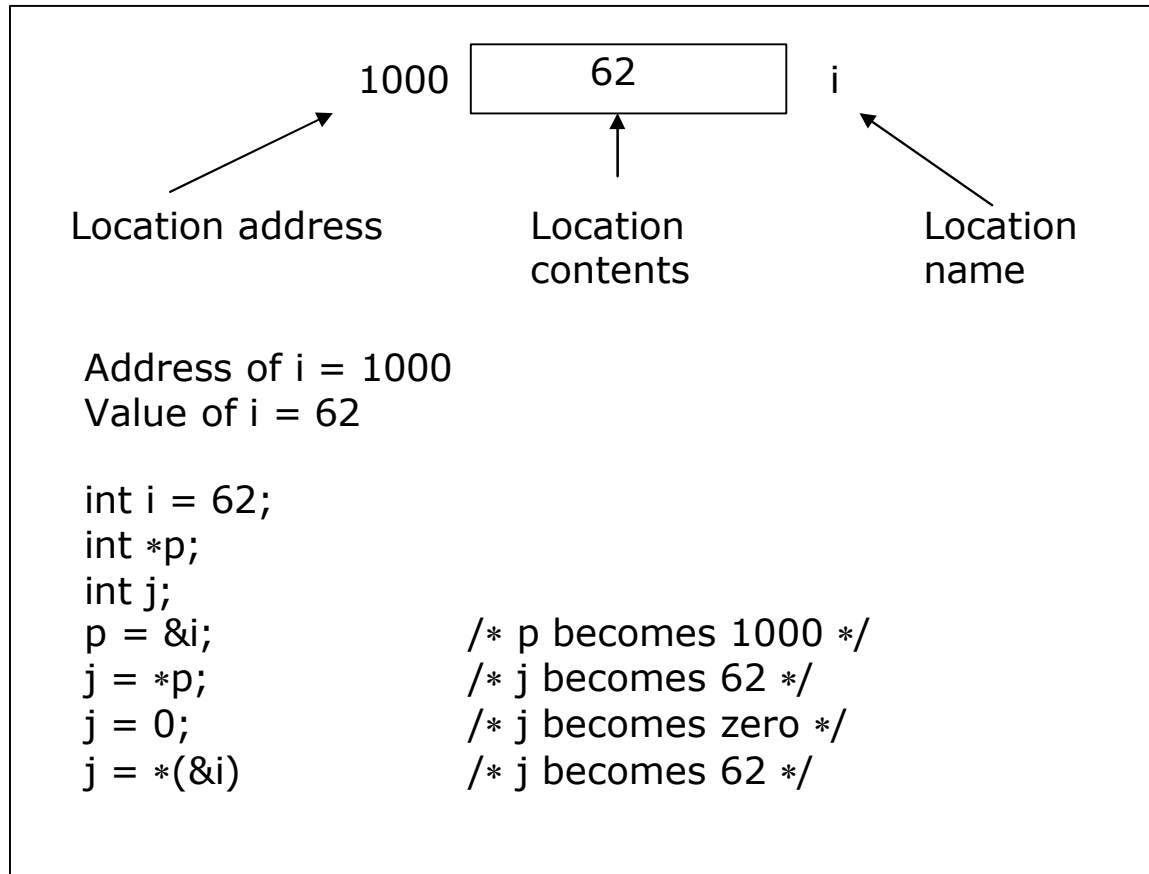 1000 62 i
Location address Location contents Location name
Address of i = 1000
Value of i = 62
int i = 62;
int *p;
int j;
p = &i; /* p becomes 1000 */
j = *p; /* j becomes 62 */
j = 0; /* j becomes zero */
j = *(&i) /* j becomes 62 */